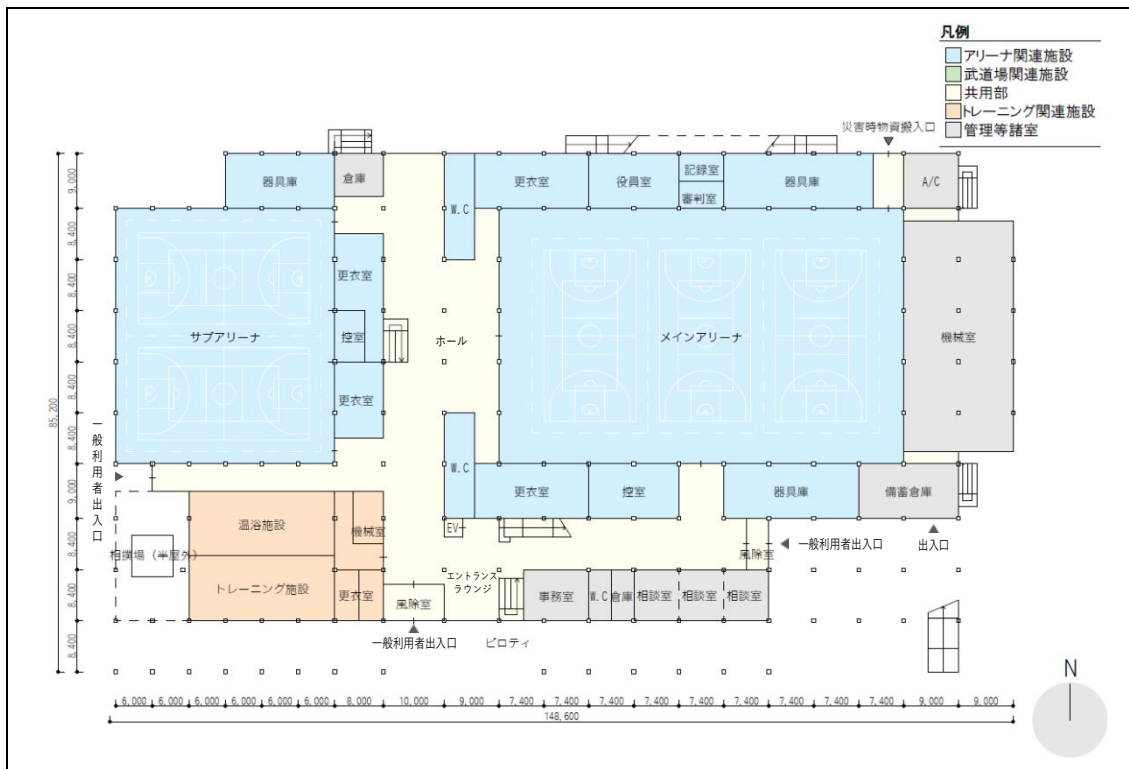 凡例
アリーナ関連施設
武道場関連施設
共用部
トレーニング関連施設
管理等諸室
災害時物資搬入口
器具庫
倉庫
W.C
更衣室
役員室
記録室
審判室
器具庫
A/C
更衣室
サブアリーナ
控室
ホール
メインアリーナ
機械室
更衣室
一般利用者出入口
W.C
更衣室
控室
器具庫
備蓄倉庫
温浴施設
機械室
EV
風除室
一般利用者出入口
出入口
相撲場（半屋外）
トレーニング施設
更衣室
風除室
エントランス
ラウンジ
事務室
W.C
倉庫
相談室
相談室
相談室
一般利用者出入口
ピロティ
9,000
8,400
8,400
8,400
8,400
8,400
9,000
8,400
8,400
8,400
85,200
6,000
6,000
6,000
6,000
6,000
6,000
8,000
10,000
9,000
7,400
7,400
7,400
7,400
7,400
7,400
7,400
7,400
7,400
9,000
9,000
148,600
N